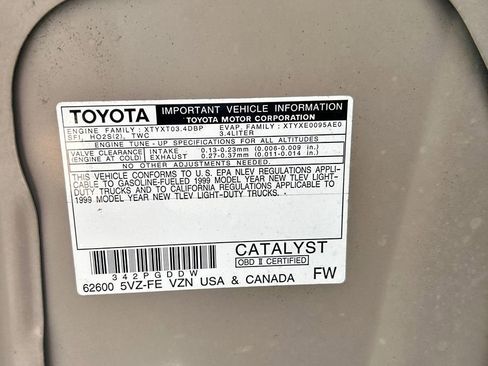 TOYOTA IMPORTANT VEHICLE INFORMATION
TOYOTA MOTOR CORPORATION
ENGINE FAMILY : XTYXT03.4DBP EVAP. FAMILY : XTYXE0095AE0
SFI, HO2S(2), TWC 3.4LITER
ENGINE TUNE - UP SPECIFICATIONS FOR ALL ALTITUDES
VALVE CLEARANCE INTAKE 0.13-0.23mm (0.006-0.009 in.)
(ENGINE AT COLD) EXHAUST 0.27-0.37mm (0.011-0.014 in.)
NO OTHER ADJUSTMENTS NEEDED.
THIS VEHICLE CONFORMS TO U.S. EPA NLEV REGULATIONS APPLI-
CABLE TO GASOLINE-FUELED 1999 MODEL YEAR NEW TLEV LIGHT-
DUTY TRUCKS AND TO CALIFORNIA REGULATIONS APPLICABLE TO
1999 MODEL YEAR NEW TLEV LIGHT-DUTY TRUCKS.
CATALYST
OBD II CERTIFIED
342PGDDW
62600 5VZ-FE VZN USA & CANADA FW